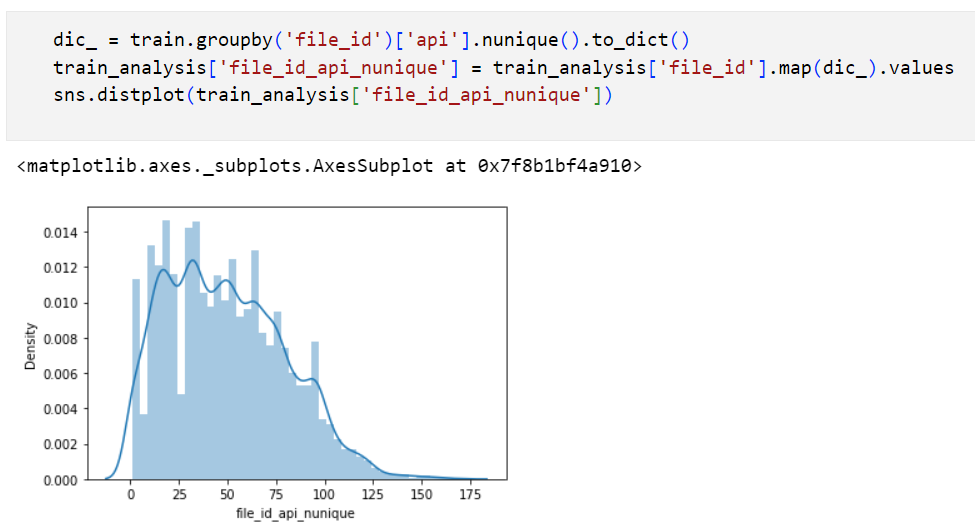 dic_ = train.groupby('file_id')['api'].nunique().to_dict()
train_analysis['file_id_api_nunique'] = train_analysis['file_id'].map(dic_).values
sns.distplot(train_analysis['file_id_api_nunique'])
<matplotlib.axes._subplots.AxesSubplot at 0x7f8b1bf4a910>
0.014
0.012
0.010
0.008
0.006
0.004
0.002
0.000
Density
0 25 50 75 100 125 150 175
file_id_api_nunique